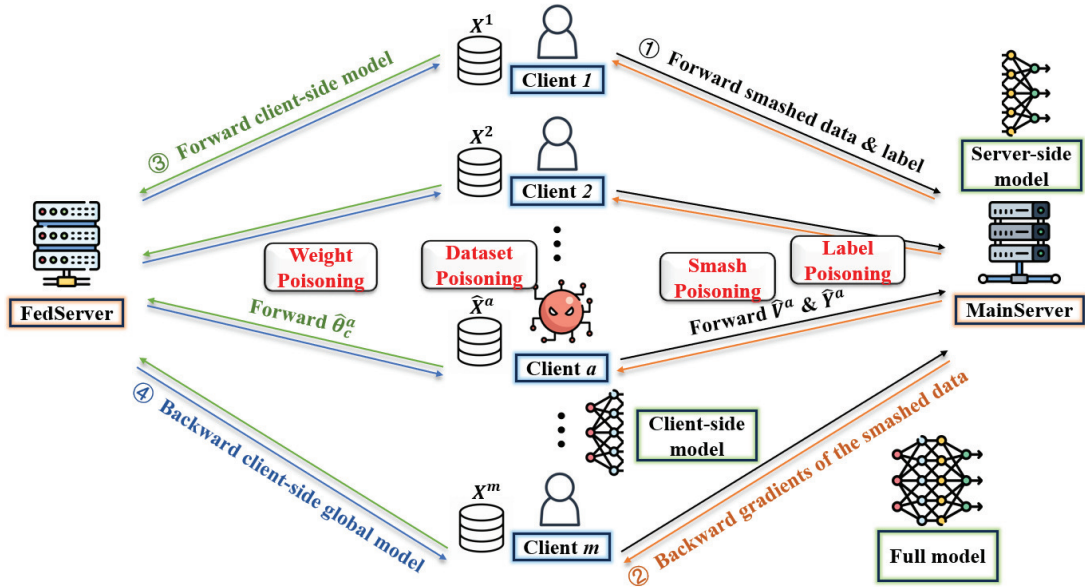 X¹
Client 1
① Forward smashed data & label
Server-side
model
③ Forward client-side model
X²
Client 2
FedServer
MainServer
Weight
Poisoning
Dataset
Poisoning
Smash
Poisoning
Label
Poisoning
X̂ᵃ
Client a
Forward θ̂_c^a
Forward V̂ᵃ & Ŷᵃ
④ Backward client-side global model
Client-side
model
② Backward gradients of the smashed data
Xᵐ
Client m
Full model